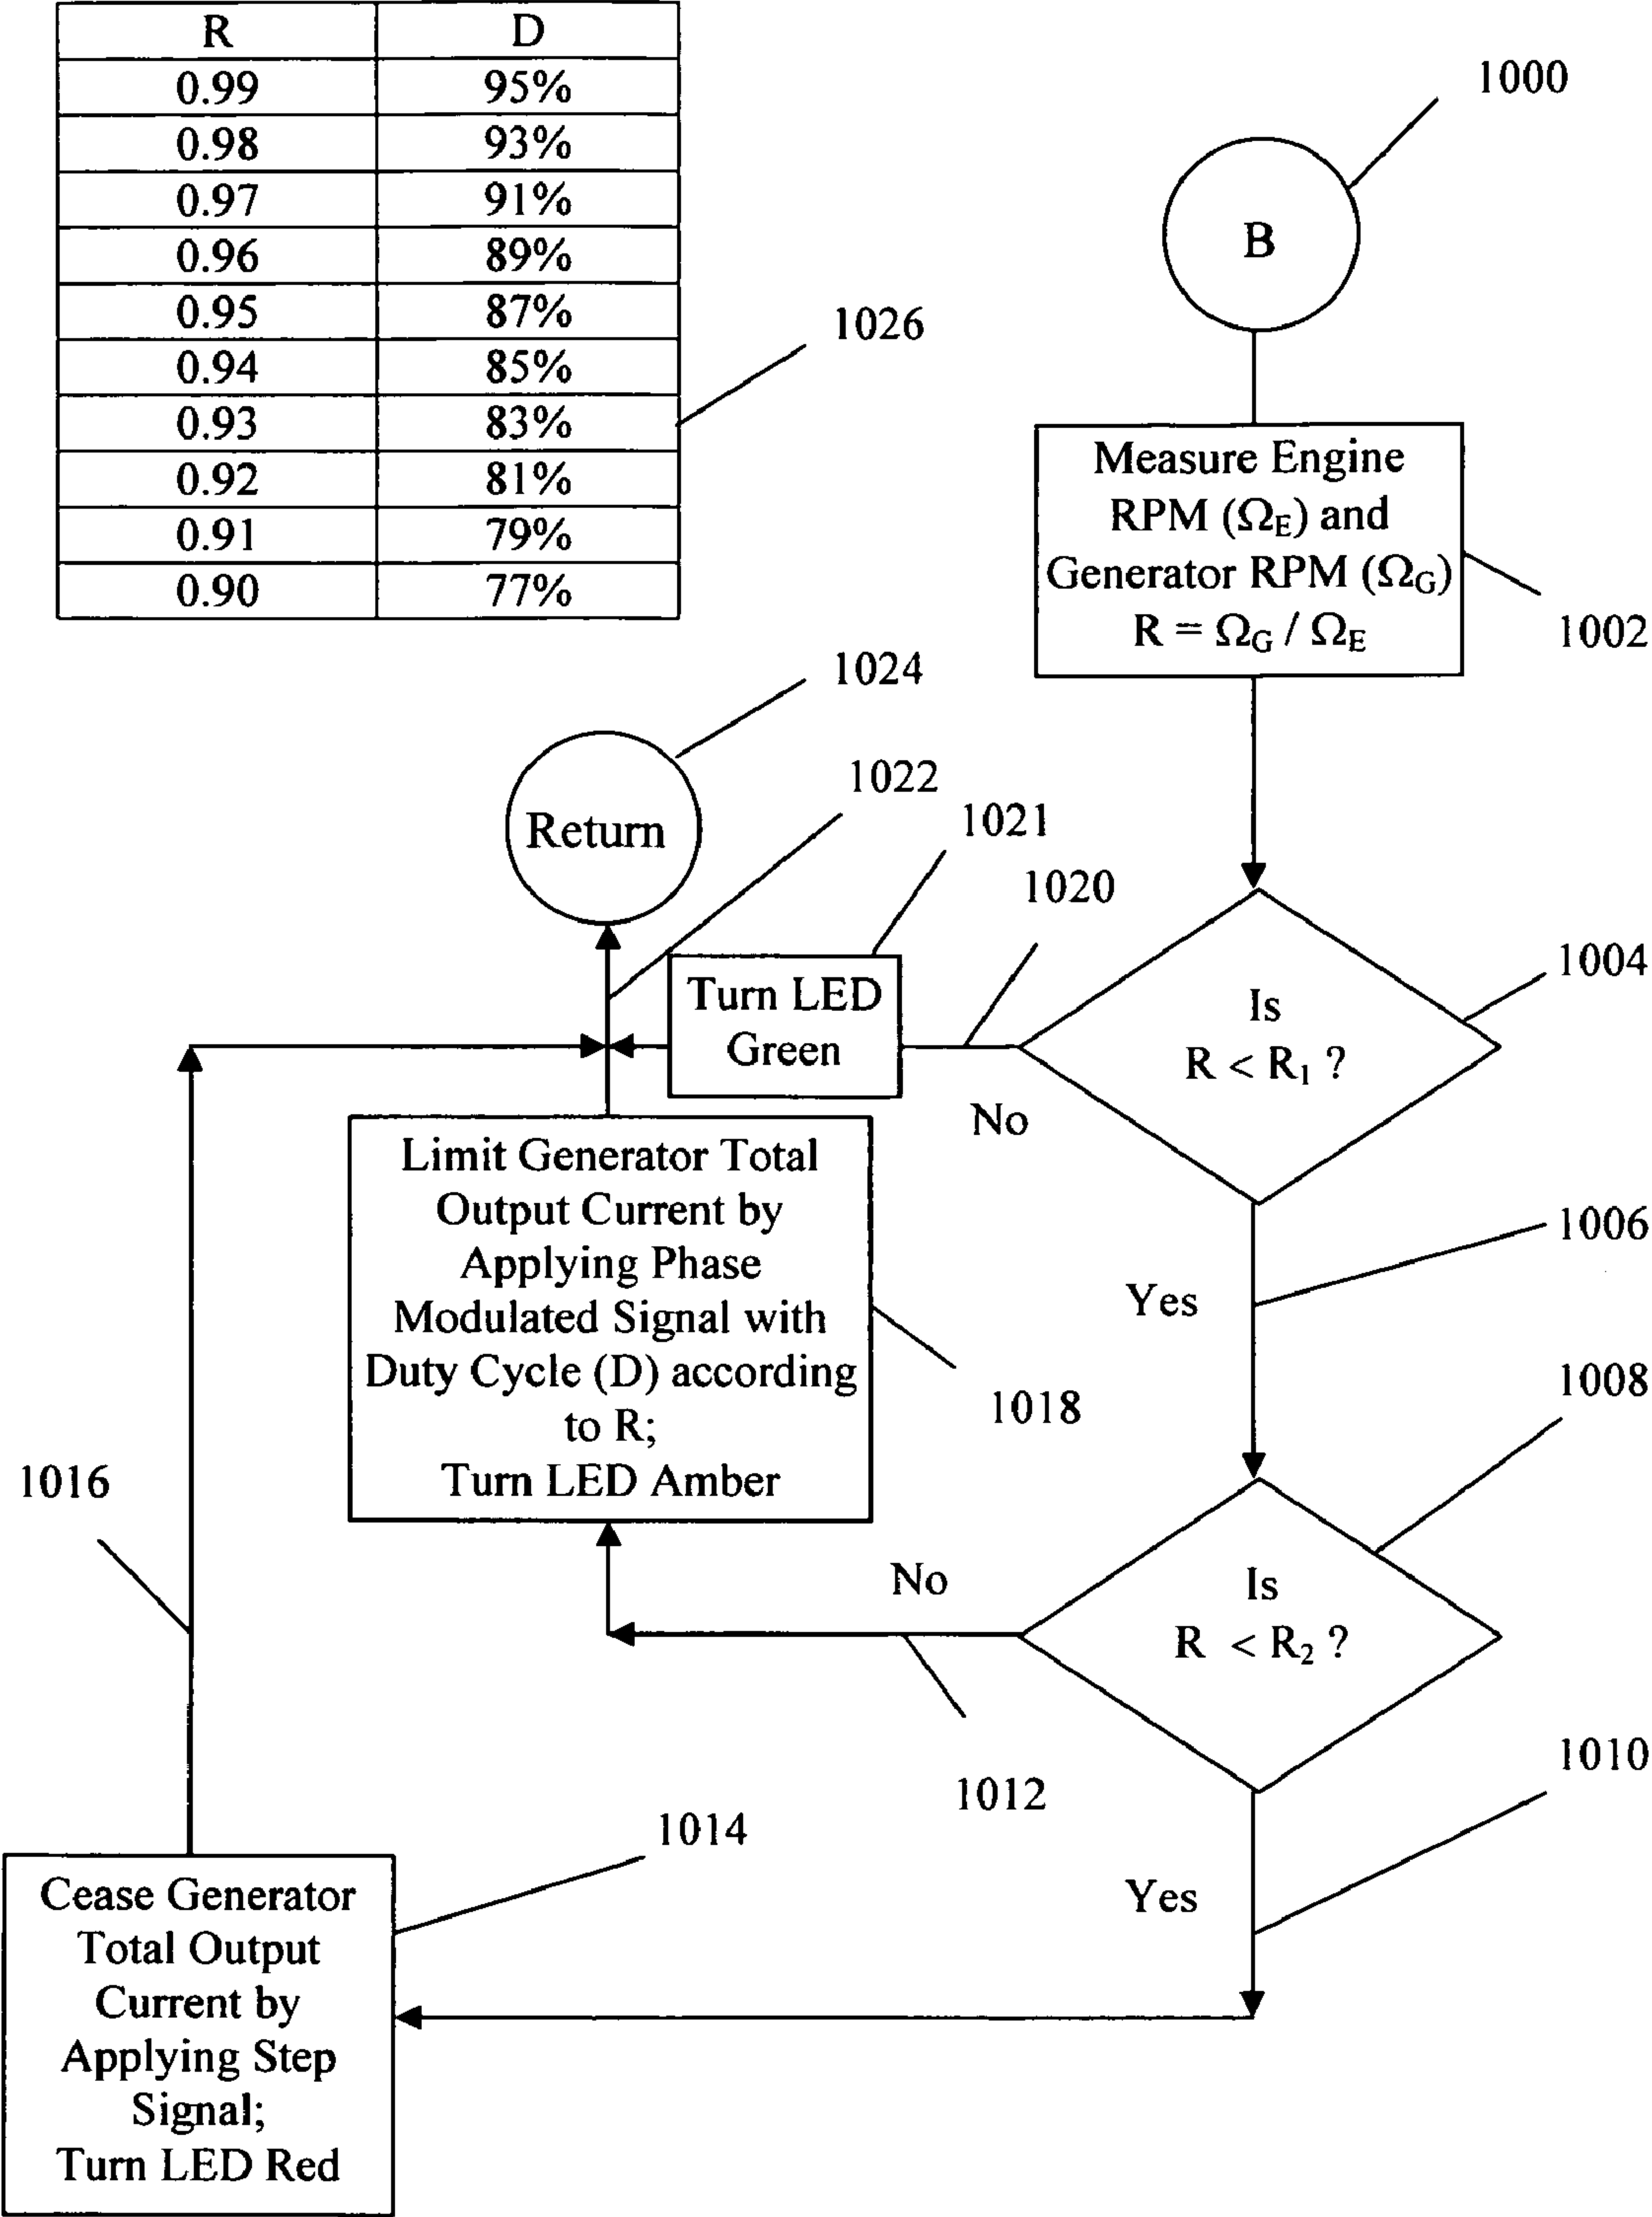 R D
0.99 95%
0.98 93%
0.97 91%
0.96 89%
0.95 87%
0.94 85%
0.93 83%
0.92 81%
0.91 79%
0.90 77%
1026
1000
B
Measure Engine
RPM (Ω_E) and
Generator RPM (Ω_G)
R = Ω_G / Ω_E
1002
1024
Return
1022
1021
1020
Turn LED
Green
No
Is
R < R₁ ?
1004
1006
Yes
Limit Generator Total
Output Current by
Applying Phase
Modulated Signal with
Duty Cycle (D) according
to R;
Turn LED Amber
1018
1008
1016
No
Is
R < R₂ ?
1012
1010
Yes
1014
Cease Generator
Total Output
Current by
Applying Step
Signal;
Turn LED Red